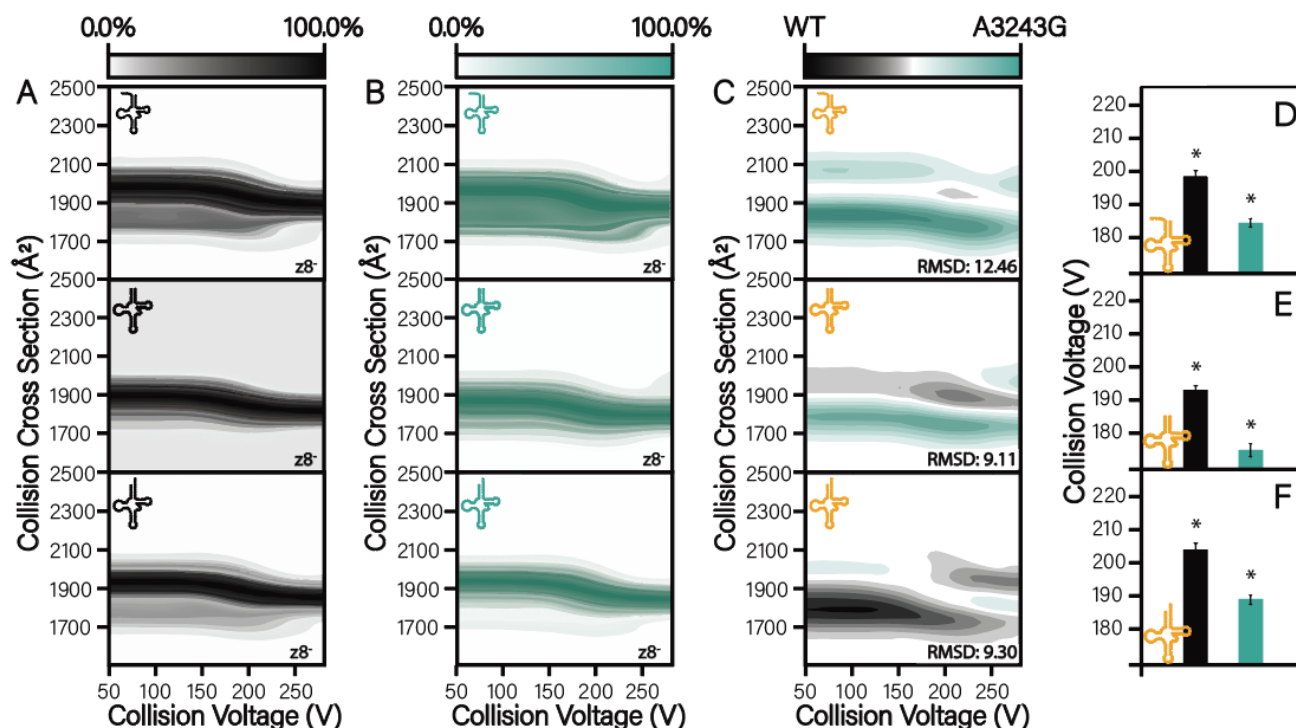 0.0% 100.0%
0.0% 100.0%
WT A3243G
A
B
C
D
E
F
Collision Cross Section (Å²)
2500
2300
2100
1900
1700
z8-
2500
2300
2100
1900
1700
z8-
2500
2300
2100
1900
1700
z8-
50 100 150 200 250
Collision Voltage (V)
Collision Cross Section (Å²)
2500
2300
2100
1900
1700
z8-
2500
2300
2100
1900
1700
z8-
2500
2300
2100
1900
1700
z8-
50 100 150 200 250
Collision Voltage (V)
Collision Cross Section (Å²)
2500
2300
2100
1900
1700
RMSD: 12.46
2500
2300
2100
1900
1700
RMSD: 9.11
2500
2300
2100
1900
1700
RMSD: 9.30
50 100 150 200 250
Collision Voltage (V)
Collision Voltage (V)
220
210
200
190
180
* *
220
210
200
190
180
* *
220
210
200
190
180
* *